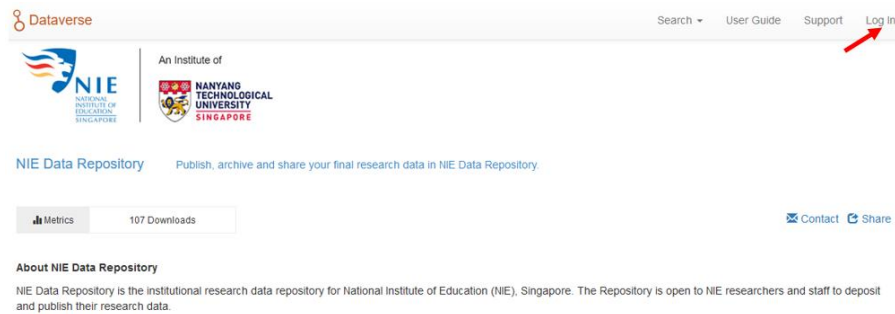 Dataverse
Search
User Guide
Support
Log In
NIE
NATIONAL
INSTITUTE OF
EDUCATION
SINGAPORE
An Institute of
NANYANG
TECHNOLOGICAL
UNIVERSITY
SINGAPORE
NIE Data Repository
Publish, archive and share your final research data in NIE Data Repository.
Metrics
107 Downloads
Contact
Share
About NIE Data Repository
NIE Data Repository is the institutional research data repository for National Institute of Education (NIE), Singapore. The Repository is open to NIE researchers and staff to deposit
and publish their research data.